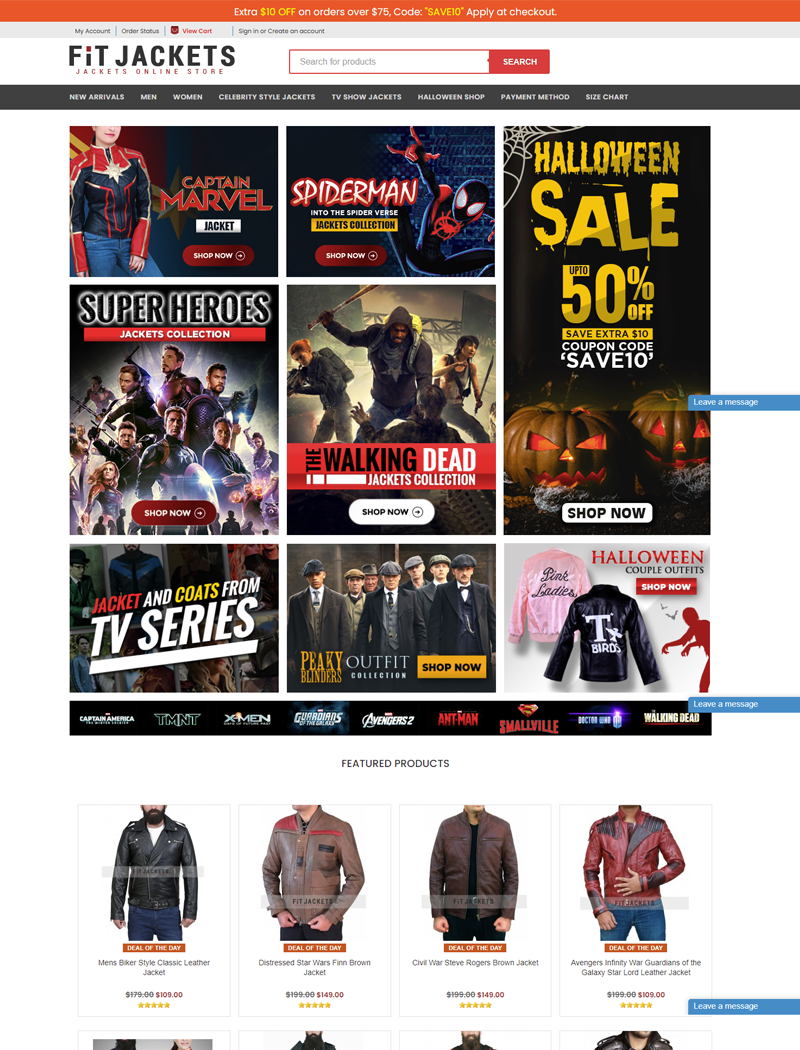 Extra $10 OFF on orders over $75, Code: "SAVE10" Apply at checkout.
My Account
Order Status
View Cart
Sign in or Create an account
FiT JACKETS
JACKETS ONLINE STORE
Search for products
SEARCH
NEW ARRIVALS
MEN
WOMEN
CELEBRITY STYLE JACKETS
TV SHOW JACKETS
HALLOWEEN SHOP
PAYMENT METHOD
SIZE CHART
CAPTAIN
MARVEL
JACKET
SHOP NOW
SPIDERMAN
INTO THE SPIDER VERSE
JACKETS COLLECTION
SHOP NOW
HALLOWEEN
SALE
UPTO
50% OFF
SAVE EXTRA $10
COUPON CODE
'SAVE10'
SHOP NOW
SUPER HEROES
JACKETS COLLECTION
SHOP NOW
THE WALKING DEAD
JACKETS COLLECTION
SHOP NOW
Leave a message
JACKET AND COATS FROM
TV SERIES
PEAKY
BLINDERS
OUTFIT
COLLECTION
SHOP NOW
HALLOWEEN
COUPLE OUTFITS
SHOP NOW
Pink
Ladies
T
BIRDS
Leave a message
CAPTAIN AMERICA
THE WINTER SOLDIER
TMNT
X-MEN
DAYS OF FUTURE PAST
GUARDIANS
OF THE GALAXY
AVENGERS 2
ANT-MAN
SMALLVILLE
DOCTOR WHO
THE
WALKING DEAD
FEATURED PRODUCTS
FiT JACKETS
FiT JACKETS
FiT JACKETS
FiT JACKETS
DEAL OF THE DAY
DEAL OF THE DAY
DEAL OF THE DAY
DEAL OF THE DAY
Mens Biker Style Classic Leather
Jacket
$179.00 $109.00
Distressed Star Wars Finn Brown
Jacket
$199.00 $149.00
Civil War Steve Rogers Brown Jacket
$199.00 $149.00
Avengers Infinity War Guardians of the
Galaxy Star Lord Leather Jacket
$199.00 $109.00
Leave a message